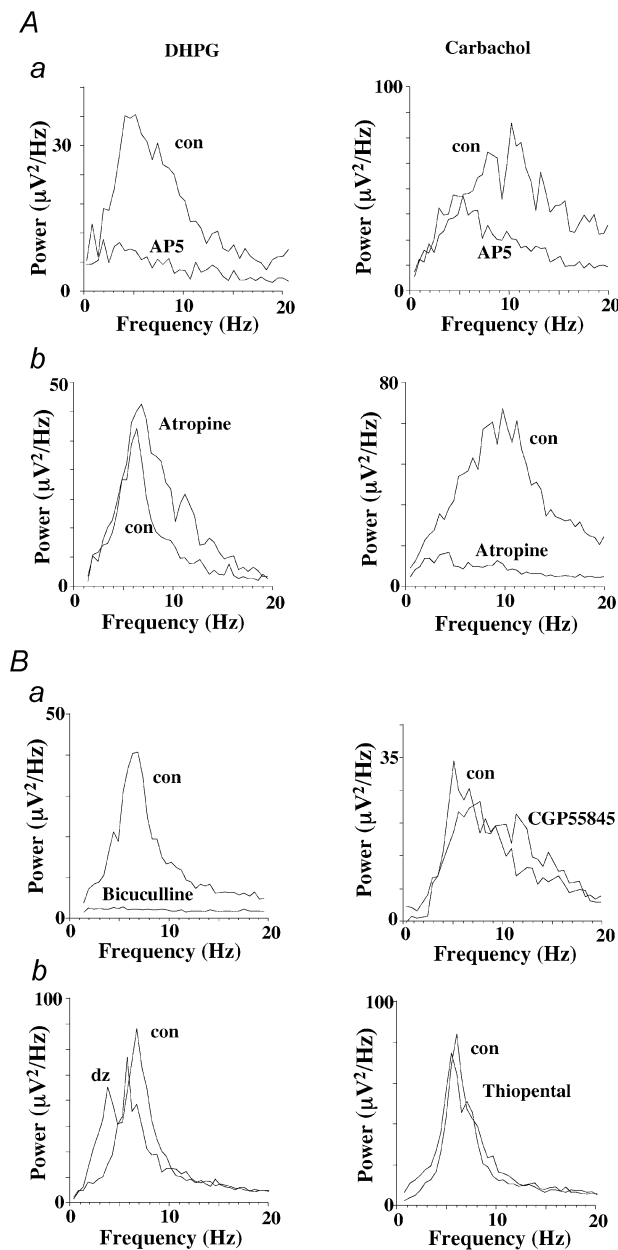 A
DHPG
Carbachol
a
Power (µV²/Hz)
30
0
con
AP5
0
10
20
Frequency (Hz)
Power (µV²/Hz)
100
0
con
AP5
0
10
20
Frequency (Hz)
b
Power (µV²/Hz)
50
0
Atropine
con
0
10
20
Frequency (Hz)
Power (µV²/Hz)
80
0
con
Atropine
0
10
20
Frequency (Hz)
B
a
Power (µV²/Hz)
50
0
con
Bicuculline
0
10
20
Frequency (Hz)
Power (µV²/Hz)
35
0
con
CGP55845
0
10
20
Frequency (Hz)
b
Power (µV²/Hz)
100
0
con
dz
0
10
20
Frequency (Hz)
Power (µV²/Hz)
100
0
con
Thiopental
0
10
20
Frequency (Hz)